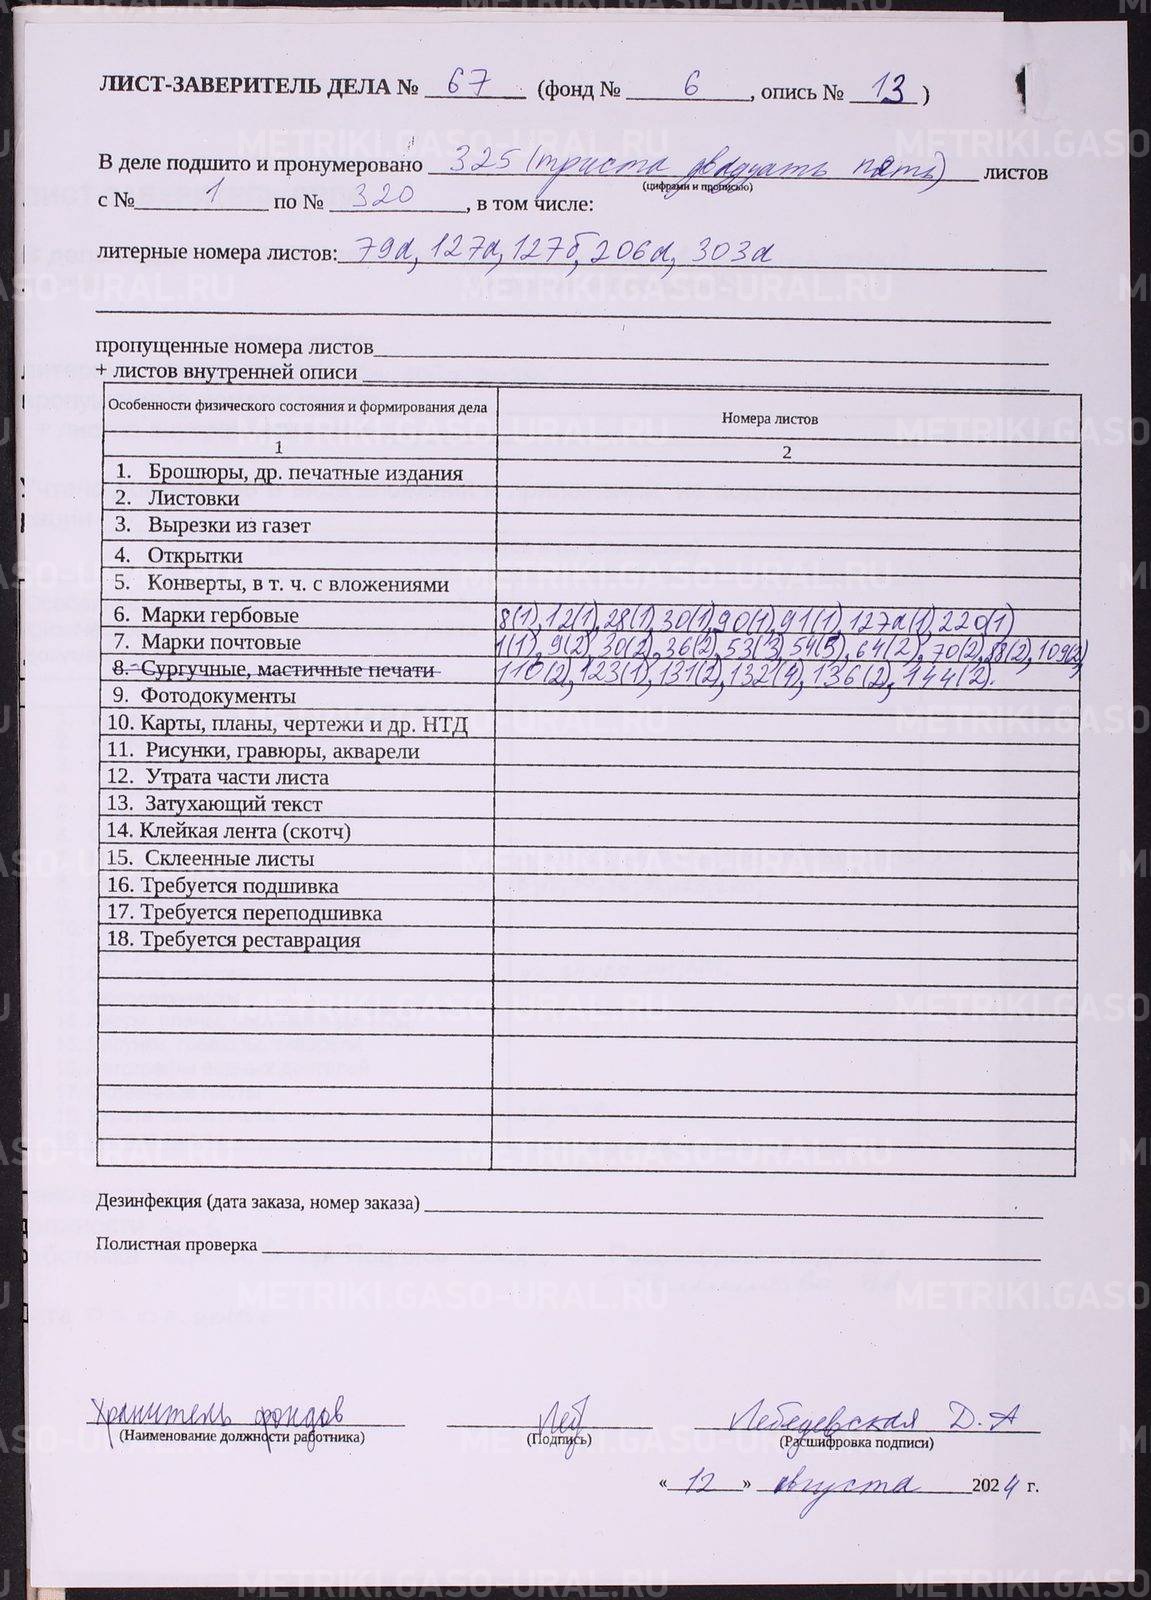 ЛИСТ-ЗАВЕРИТЕЛЬ ДЕЛА № 67 (фонд № 6, опись № 13)
В деле подшито и пронумеровано 325 (триста двадцать пять) листов
(цифрами и прописью)
с № 1 по № 320, в том числе:
литерные номера листов: 79а, 127а, 127б, 206а, 303а
пропущенные номера листов
+ листов внутренней описи
Особенности физического состояния и формирования дела Номера листов
1 2
1. Брошюры, др. печатные издания
2. Листовки
3. Вырезки из газет
4. Открытки
5. Конверты, в т. ч. с вложениями
6. Марки гербовые 8(1), 12(1), 28(1), 30(1), 90(1), 91(1), 127а(1), 220(1)
7. Марки почтовые 1(1), 9(2), 30(2), 36(2), 53(3), 54(5), 64(2), 70(2), 88(2), 109(2),
8. Сургучные, мастичные печати 110(2), 123(1), 131(2), 132(4), 136(2), 144(2).
9. Фотодокументы
10. Карты, планы, чертежи и др. НТД
11. Рисунки, гравюры, акварели
12. Утрата части листа
13. Затухающий текст
14. Клейкая лента (скотч)
15. Склеенные листы
16. Требуется подшивка
17. Требуется переподшивка
18. Требуется реставрация
Дезинфекция (дата заказа, номер заказа)
Полистная проверка
Хранитель фондов Леб Лебедевская Д.А
(Наименование должности работника) (Подпись) (Расшифровка подписи)
«12» августа 2024 г.
METRIKI.GASO-URAL.RU